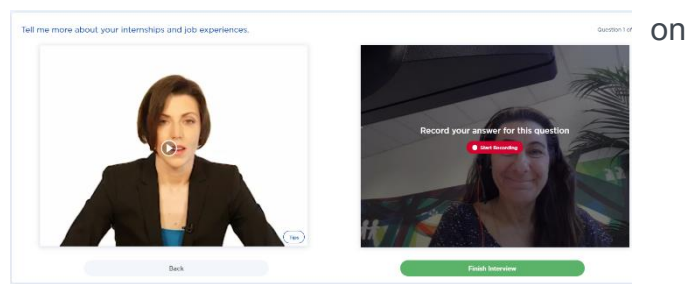 Tell me more about your internships and job experiences.
Question 1 of
on
Record your answer for this question
Start Recording
Tips
Back
Finish Interview